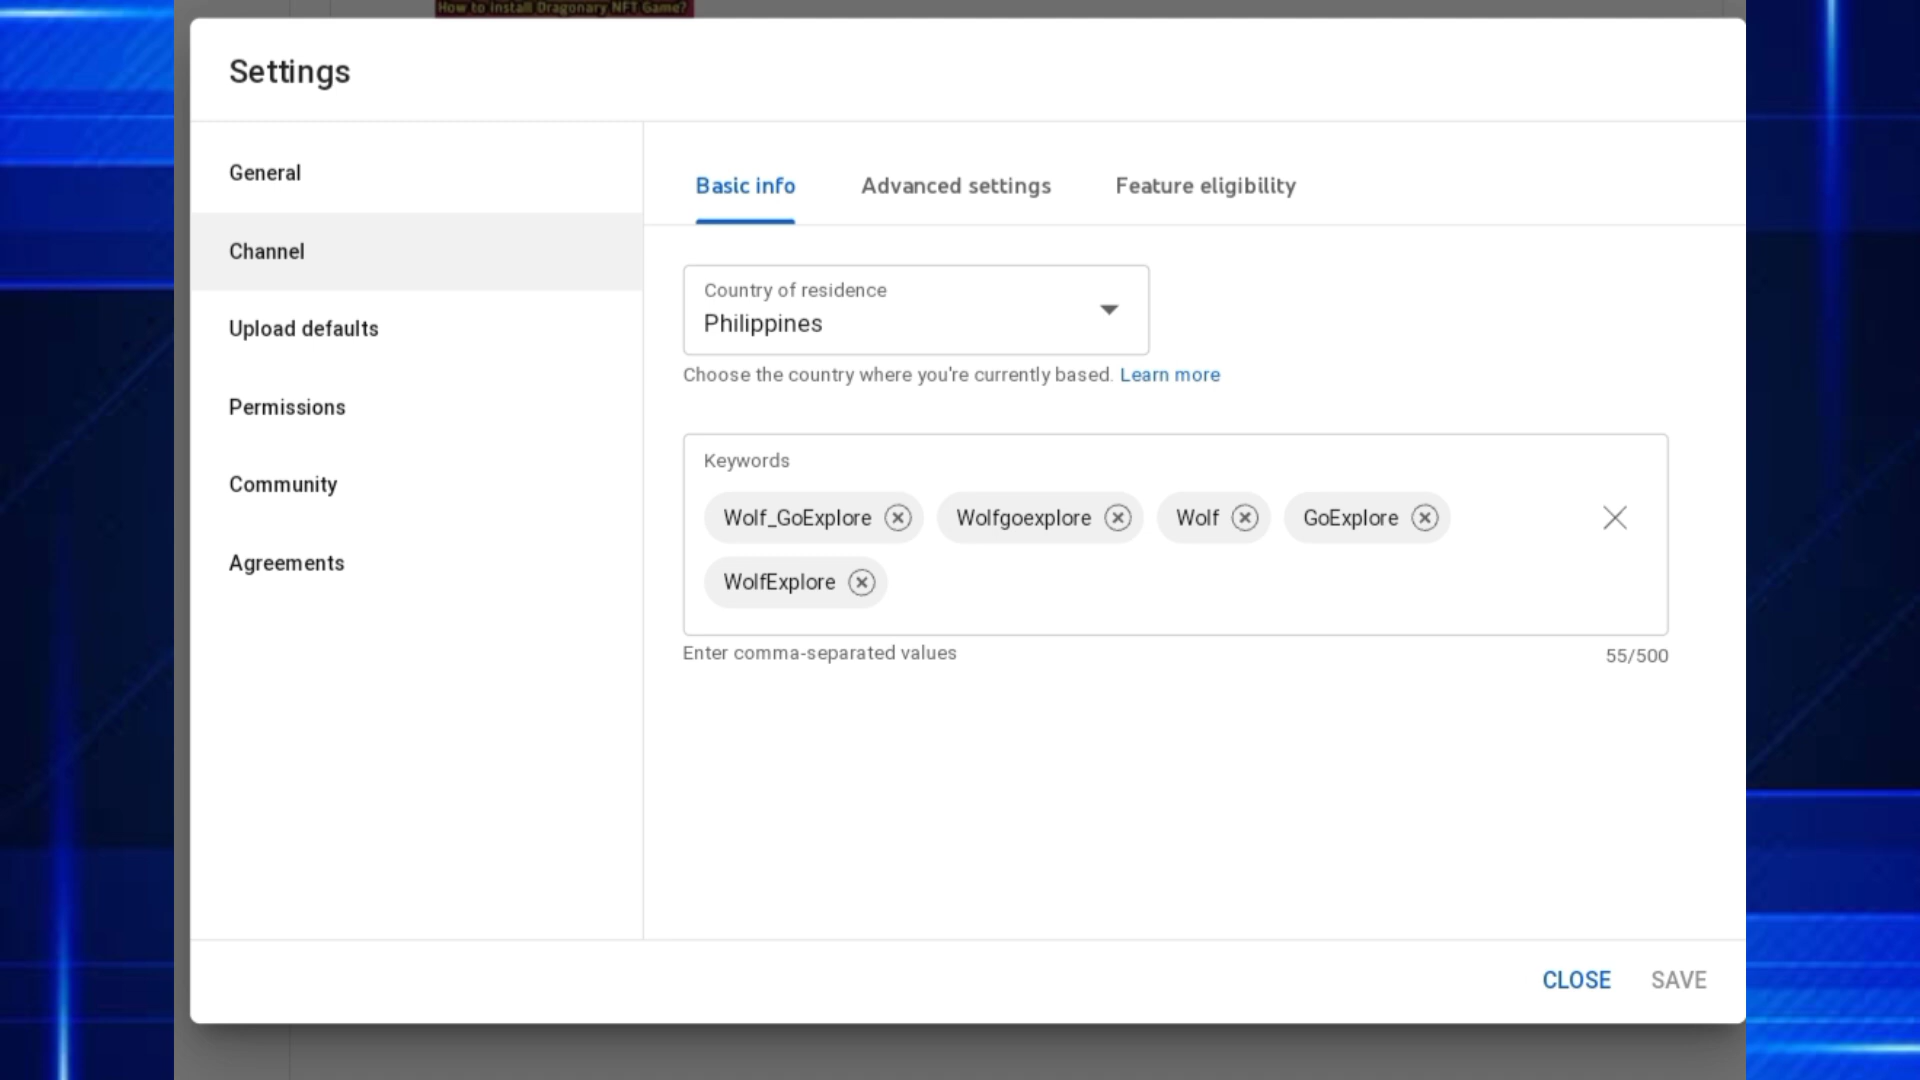 How to install Dragonary NFT Game?
Settings
General
Channel
Upload defaults
Permissions
Community
Agreements
Basic info Advanced settings Feature eligibility
Country of residence
Philippines
Choose the country where you're currently based. Learn more
Keywords
Wolf_GoExplore Wolfgoexplore Wolf GoExplore
WolfExplore
Enter comma-separated values 55/500
CLOSE SAVE